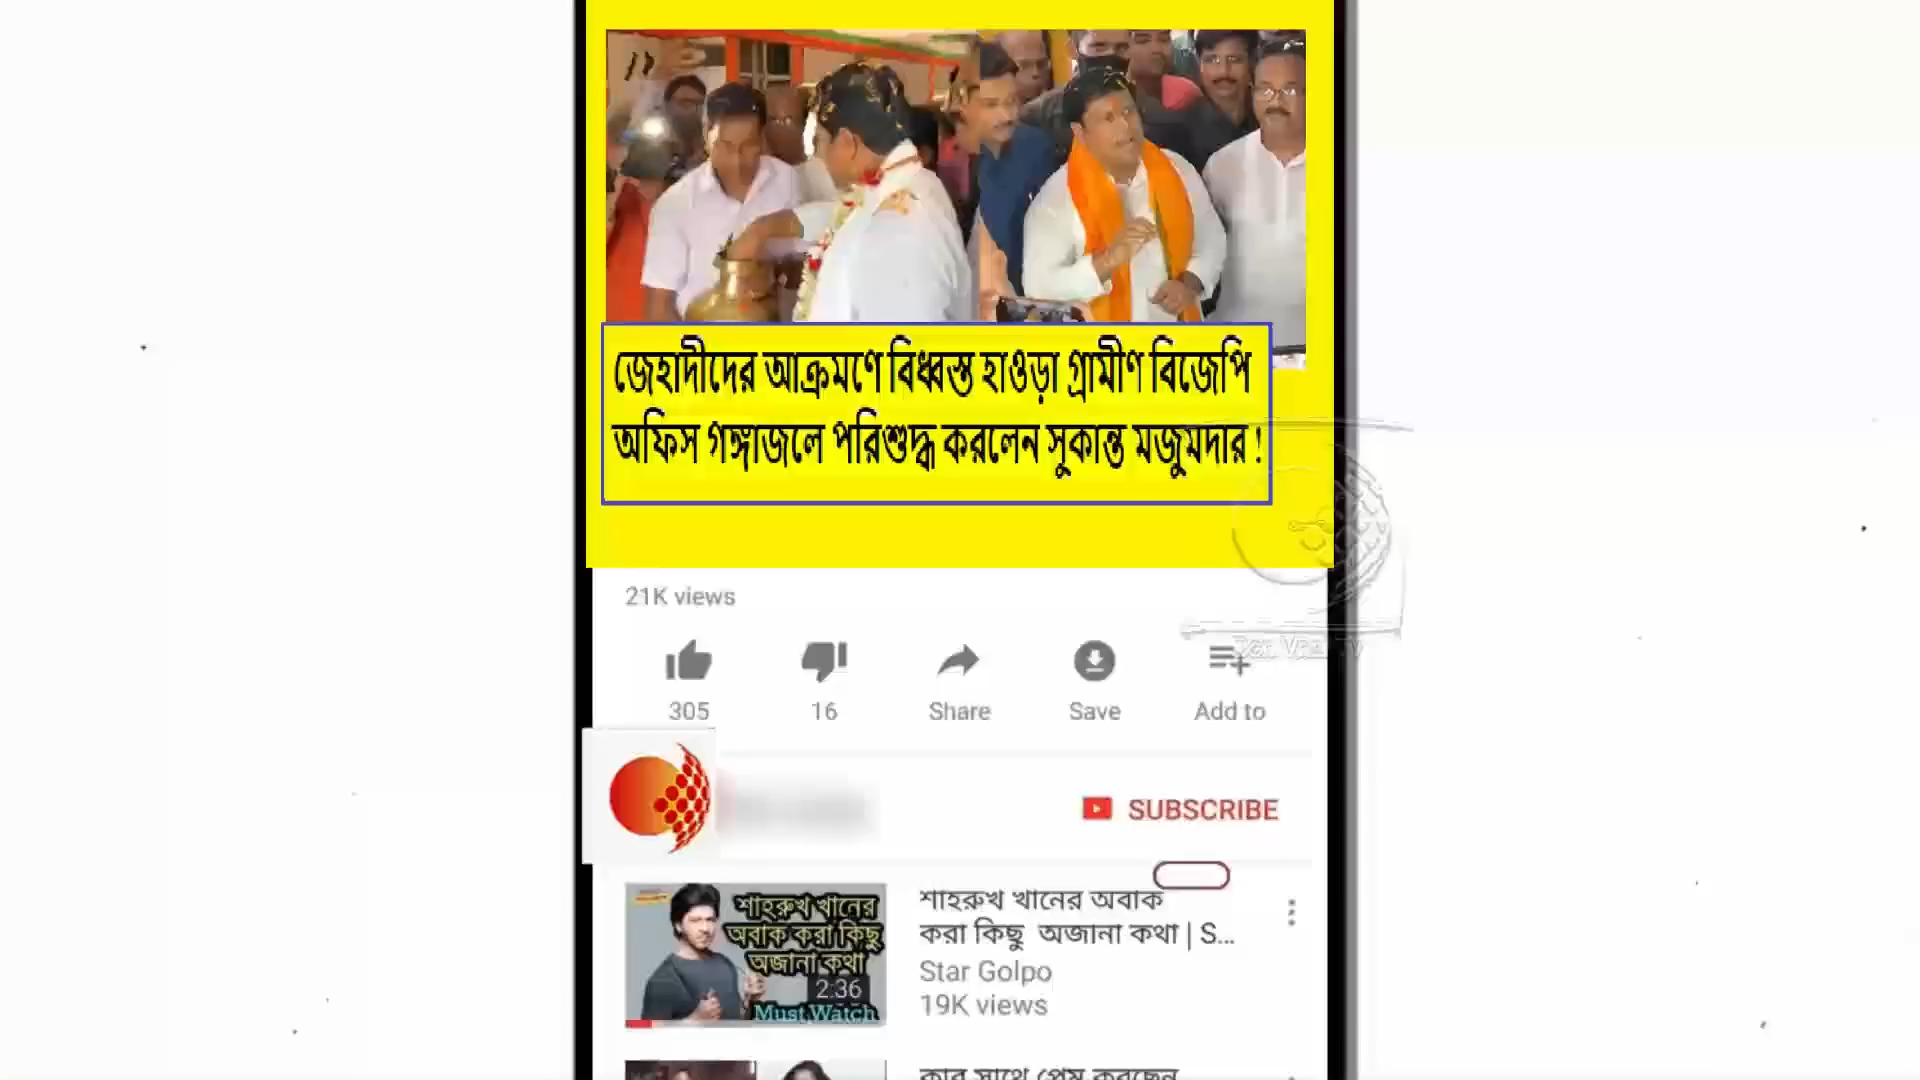 জেহাদীদের আক্রমণে বিধ্বস্ত হাওড়া গ্রামীণ বিজেপি
অফিস গঙ্গাজলে পরিশুদ্ধ করলেন সুকান্ত মজুমদার!
21K views
305
16
Share
Save
Add to
SUBSCRIBE
শাহরুখ খানের
অবাক করা কিছু
অজানা কথা
2:36
Must Watch
শাহরুখ খানের অবাক
করা কিছু অজানা কথা | S...
Star Golpo
19K views
কার সাথে প্রেম করছেন